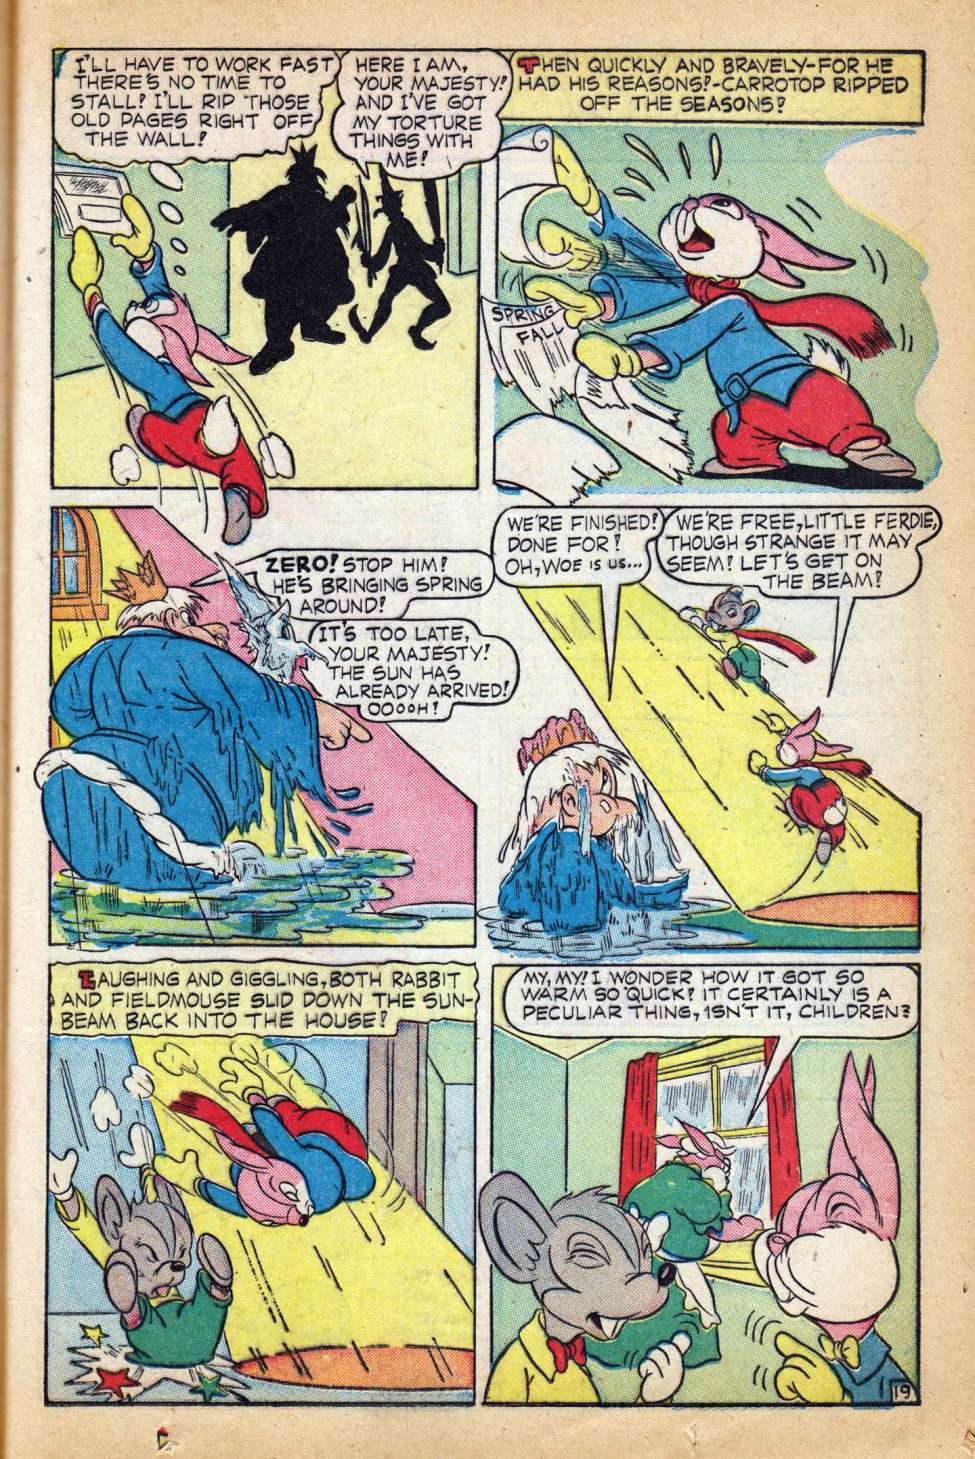 I'LL HAVE TO WORK FAST
THERE'S NO TIME TO
STALL! I'LL RIP THOSE
OLD PAGES RIGHT OFF
THE WALL!
HERE I AM,
YOUR MAJESTY!
AND I'VE GOT
MY TORTURE
THINGS WITH
ME!
THEN QUICKLY AND BRAVELY-FOR HE
HAD HIS REASONS!-CARROTOP RIPPED
OFF THE SEASONS!
SPRING
FALL
ZERO! STOP HIM!
HE'S BRINGING SPRING
AROUND!
IT'S TOO LATE,
YOUR MAJESTY!
THE SUN HAS
ALREADY ARRIVED!
OOOOH!
WE'RE FINISHED!
DONE FOR!
OH, WOE IS US...
WE'RE FREE, LITTLE FERDIE,
THOUGH STRANGE IT MAY
SEEM! LET'S GET ON
THE BEAM!
LAUGHING AND GIGGLING, BOTH RABBIT
AND FIELDMOUSE SLID DOWN THE SUN-
BEAM BACK INTO THE HOUSE!
MY, MY! I WONDER HOW IT GOT SO
WARM SO QUICK? IT CERTAINLY IS A
PECULIAR THING, ISN'T IT, CHILDREN?
19